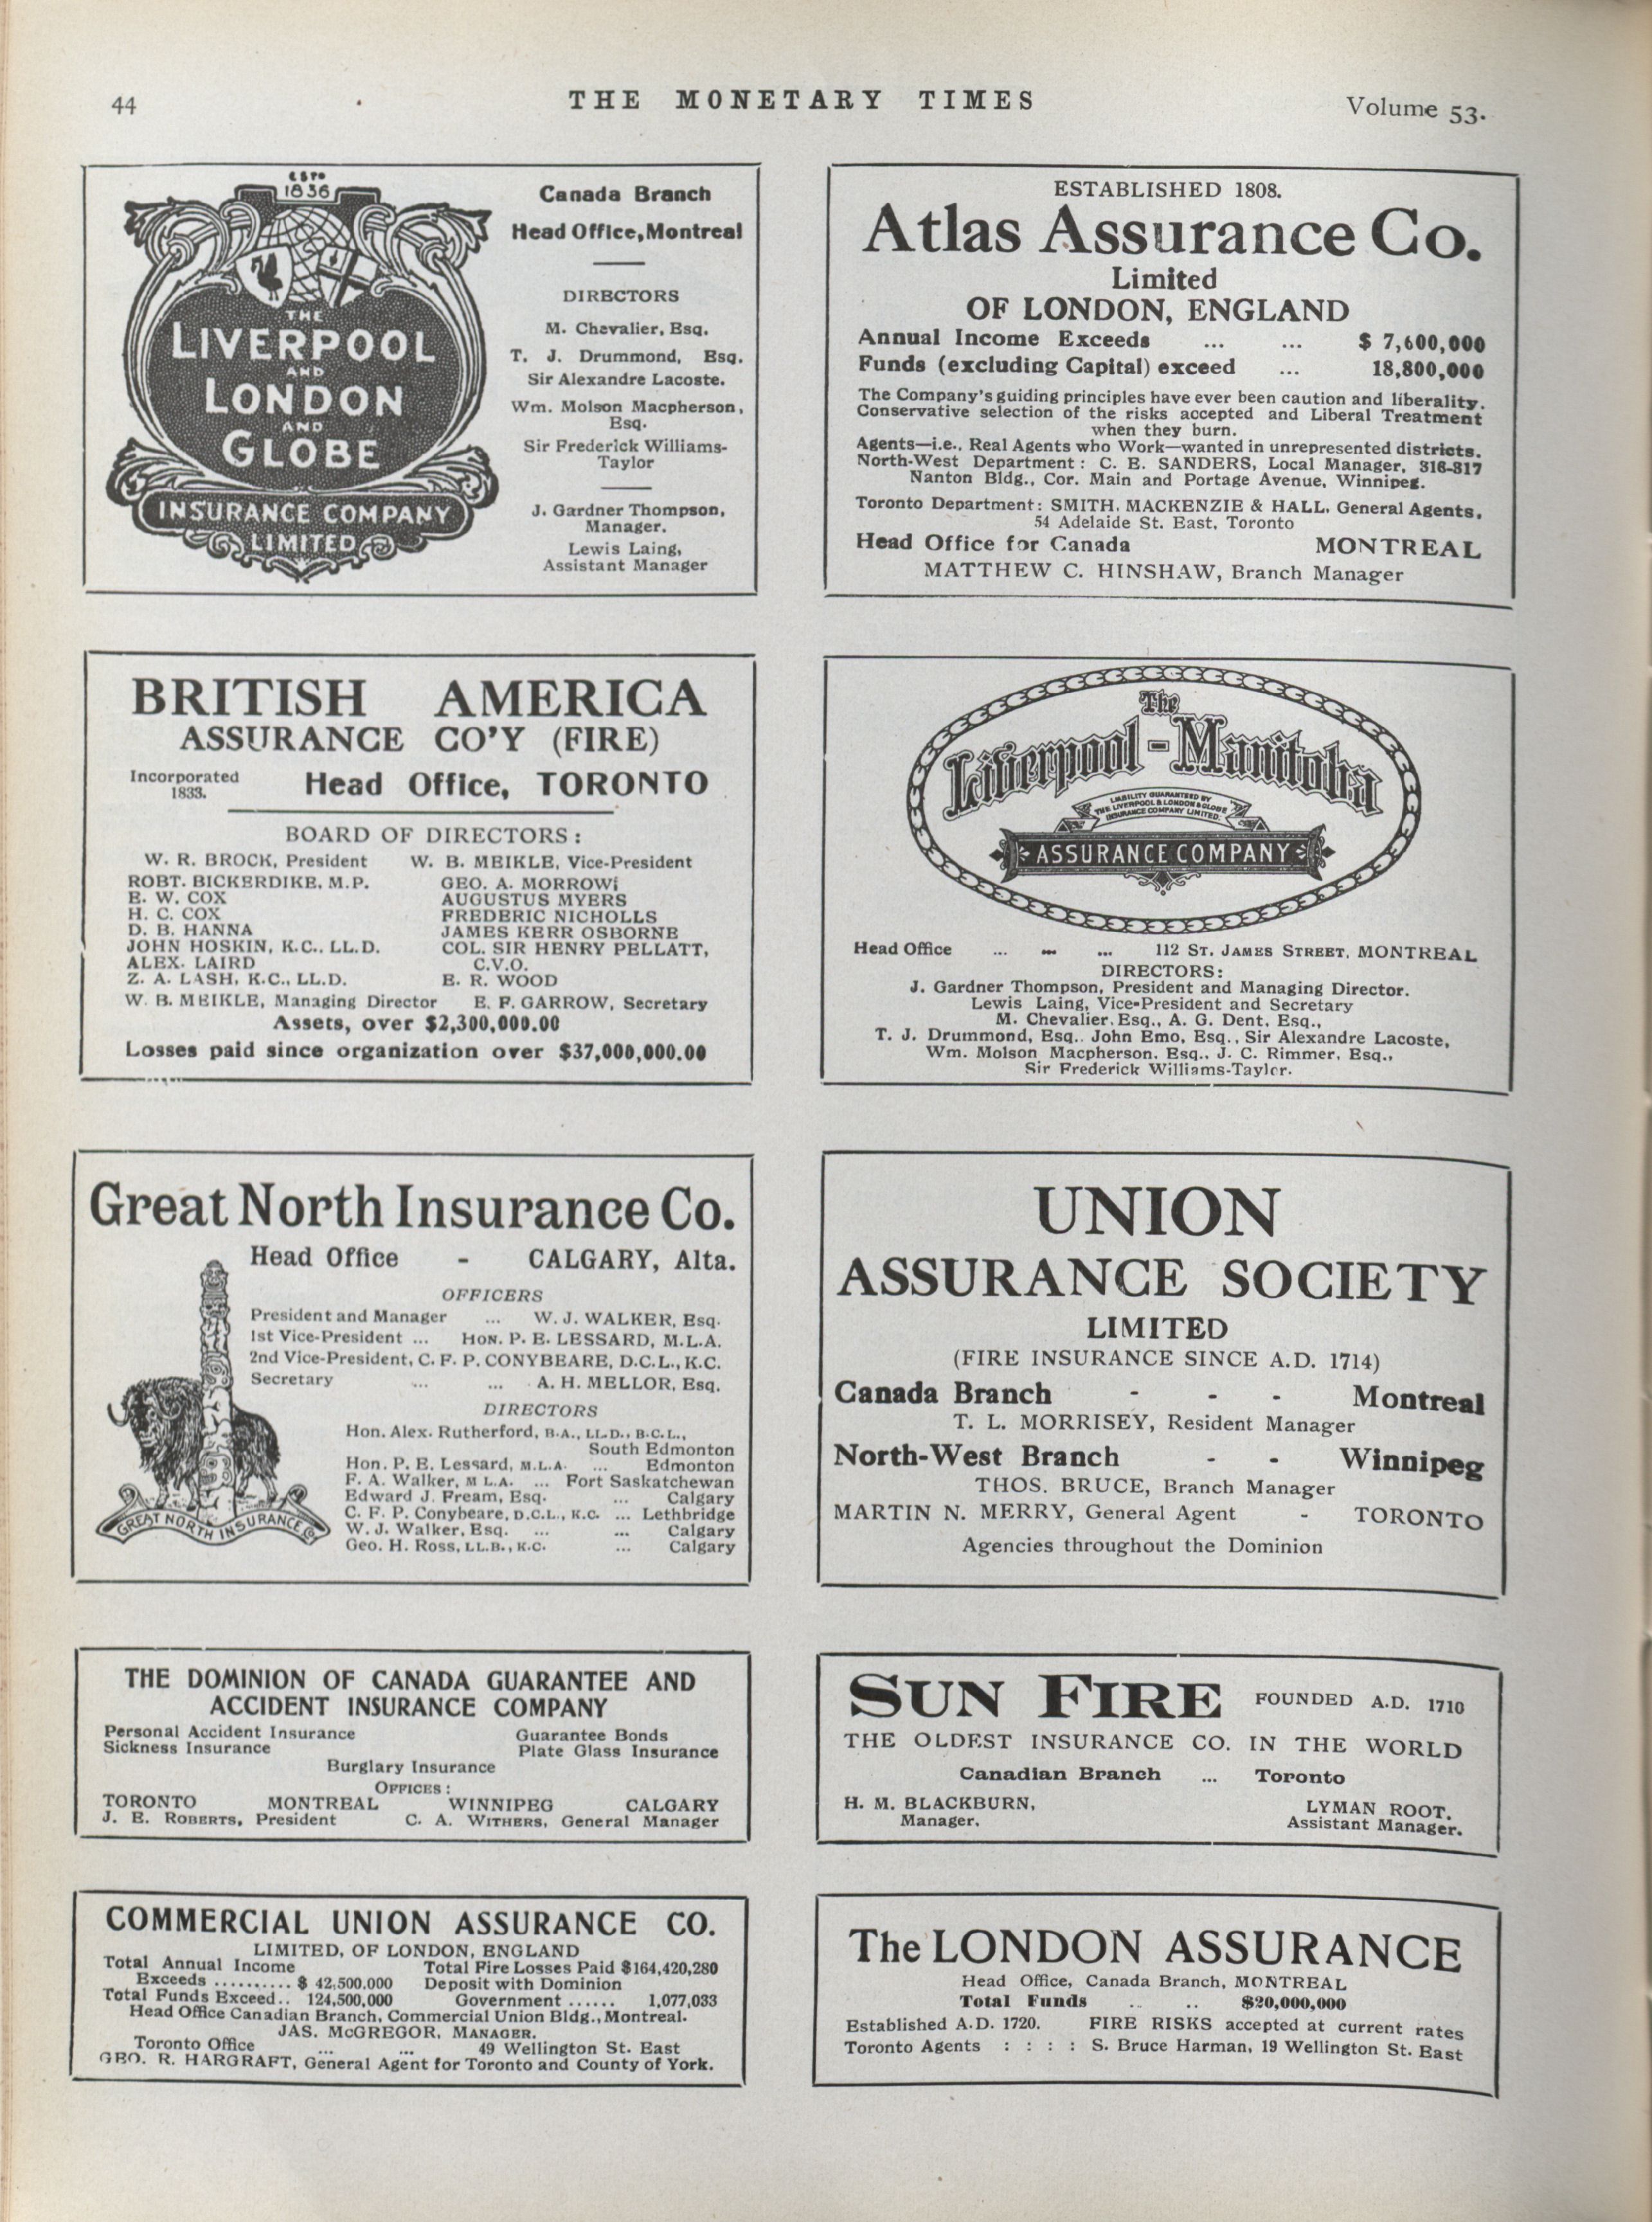 44
THE MONETARY TIMES
Volume 53.
ESTD
1836
THE
LIVERPOOL
AND
LONDON
AND
GLOBE
INSURANCE COMPANY
LIMITED
Canada Branch
Head Office, Montreal
DIRECTORS
M. Chevalier, Esq.
T. J. Drummond, Esq.
Sir Alexandre Lacoste.
Wm. Molson Macpherson,
Esq.
Sir Frederick Williams-
Taylor
J. Gardner Thompson,
Manager.
Lewis Laing,
Assistant Manager
ESTABLISHED 1808.
Atlas Assurance Co.
Limited
OF LONDON, ENGLAND
Annual Income Exceeds ... ... $ 7,600,000
Funds (excluding Capital) exceed ... 18,800,000
The Company's guiding principles have ever been caution and liberality.
Conservative selection of the risks accepted and Liberal Treatment
when they burn.
Agents—i.e., Real Agents who Work—wanted in unrepresented districts.
North-West Department: C. E. SANDERS, Local Manager, 316-317
Nanton Bldg., Cor. Main and Portage Avenue, Winnipeg.
Toronto Department: SMITH, MACKENZIE & HALL, General Agents,
54 Adelaide St. East, Toronto
Head Office for Canada MONTREAL
MATTHEW C. HINSHAW, Branch Manager
BRITISH AMERICA
ASSURANCE CO'Y (FIRE)
Incorporated
1833.
Head Office, TORONTO
BOARD OF DIRECTORS:
W. R. BROCK, President W. B. MEIKLE, Vice-President
ROBT. BICKERDIKE, M.P. GEO. A. MORROW
E. W. COX AUGUSTUS MYERS
H. C. COX FREDERIC NICHOLLS
D. B. HANNA JAMES KERR OSBORNE
JOHN HOSKIN, K.C., LL.D. COL. SIR HENRY PELLATT,
ALEX. LAIRD C.V.O.
Z. A. LASH, K.C., LL.D. E. R. WOOD
W. B. MEIKLE, Managing Director E. F. GARROW, Secretary
Assets, over $2,300,000.00
Losses paid since organization over $37,000,000.00
The
Liverpool-Manitoba
LIABILITY GUARANTEED BY
THE LIVERPOOL & LONDON & GLOBE
INSURANCE COMPANY LIMITED.
ASSURANCE COMPANY
Head Office ... ... ... 112 ST. JAMES STREET, MONTREAL
DIRECTORS:
J. Gardner Thompson, President and Managing Director.
Lewis Laing, Vice-President and Secretary
M. Chevalier, Esq., A. G. Dent, Esq.,
T. J. Drummond, Esq., John Emo, Esq., Sir Alexandre Lacoste,
Wm. Molson Macpherson, Esq., J. C. Rimmer, Esq.,
Sir Frederick Williams-Taylor.
Great North Insurance Co.
Head Office - CALGARY, Alta.
OFFICERS
President and Manager ... W. J. WALKER, Esq.
1st Vice-President ... HON. P. E. LESSARD, M.L.A.
2nd Vice-President, C. F. P. CONYBEARE, D.C.L., K.C.
Secretary ... ... A. H. MELLOR, Esq.
DIRECTORS
Hon. Alex. Rutherford, B.A., LL.D., B.C.L.,
South Edmonton
Hon. P. E. Lessard, M.L.A. ... Edmonton
F. A. Walker, M L.A. ... Fort Saskatchewan
Edward J. Fream, Esq. ... Calgary
C. F. P. Conybeare, D.C.L., K.C. ... Lethbridge
W. J. Walker, Esq. ... ... Calgary
Geo. H. Ross, LL.B., K.C. ... Calgary
GREAT NORTH INSURANCE Co
UNION
ASSURANCE SOCIETY
LIMITED
(FIRE INSURANCE SINCE A.D. 1714)
Canada Branch - - - Montreal
T. L. MORRISEY, Resident Manager
North-West Branch - - Winnipeg
THOS. BRUCE, Branch Manager
MARTIN N. MERRY, General Agent - TORONTO
Agencies throughout the Dominion
THE DOMINION OF CANADA GUARANTEE AND
ACCIDENT INSURANCE COMPANY
Personal Accident Insurance Guarantee Bonds
Sickness Insurance Plate Glass Insurance
Burglary Insurance
OFFICES:
TORONTO MONTREAL WINNIPEG CALGARY
J. E. ROBERTS, President C. A. WITHERS, General Manager
SUN FIRE FOUNDED A.D. 1710
THE OLDEST INSURANCE CO. IN THE WORLD
Canadian Branch ... Toronto
H. M. BLACKBURN, LYMAN ROOT.
Manager. Assistant Manager.
COMMERCIAL UNION ASSURANCE CO.
LIMITED, OF LONDON, ENGLAND
Total Annual Income Total Fire Losses Paid $164,420,280
Exceeds .......... $ 42,500,000 Deposit with Dominion
Total Funds Exceed.. 124,500,000 Government ...... 1,077,033
Head Office Canadian Branch, Commercial Union Bldg., Montreal.
JAS. McGREGOR, MANAGER.
Toronto Office ... ... 49 Wellington St. East
GEO. R. HARGRAFT, General Agent for Toronto and County of York.
The LONDON ASSURANCE
Head Office, Canada Branch, MONTREAL
Total Funds .. .. $20,000,000
Established A.D. 1720. FIRE RISKS accepted at current rates
Toronto Agents : : : : S. Bruce Harman, 19 Wellington St. East